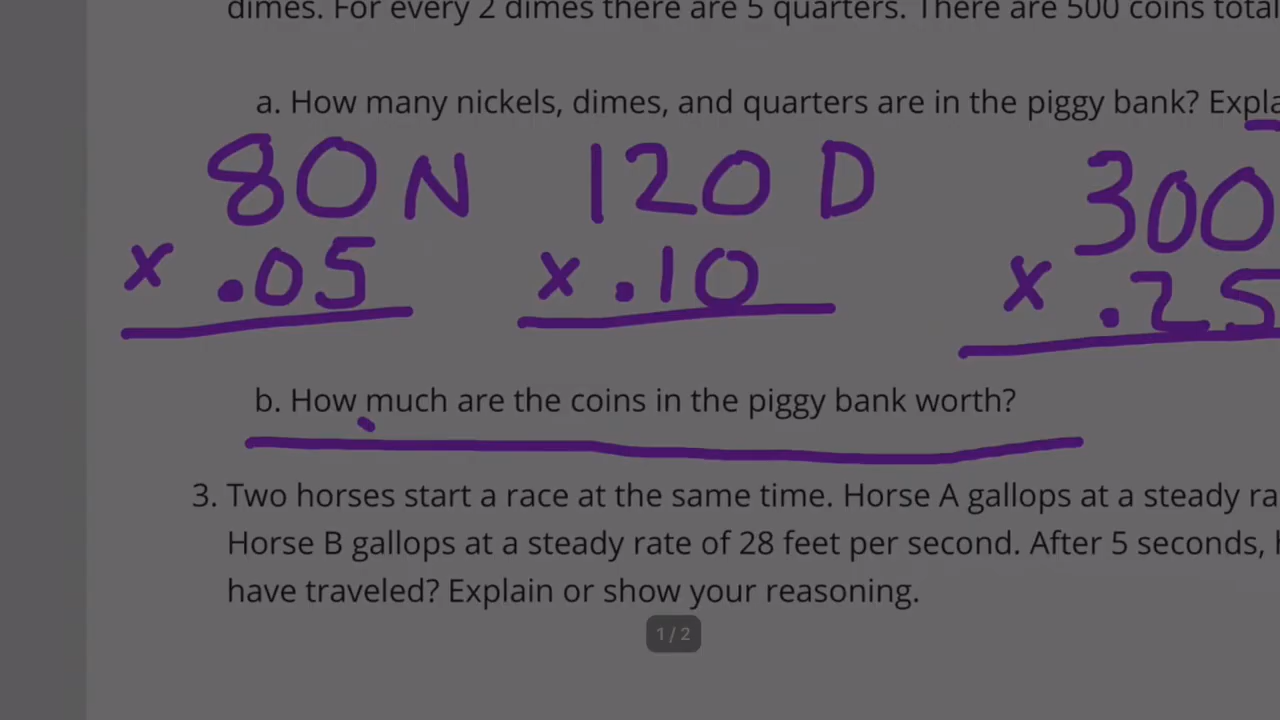 dimes. For every 2 dimes there are 5 quarters. There are 500 coins total
a. How many nickels, dimes, and quarters are in the piggy bank?
80 N 120 D 300
x .05 x .10 x .25
b. How much are the coins in the piggy bank worth?
3. Two horses start a race at the same time. Horse A gallops at a steady
Horse B gallops at a steady rate of 28 feet per second. After 5 seconds,
have traveled? Explain or show your reasoning.
1 / 2